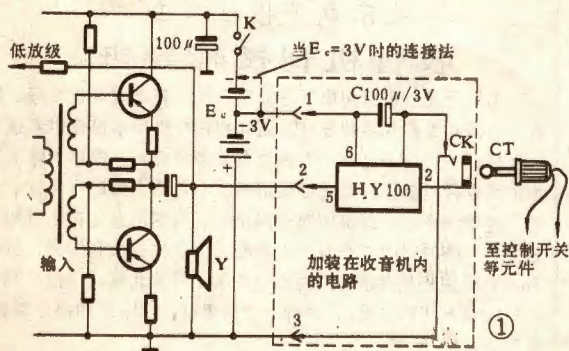 100μ
K
当E c=3V时的连接法
低放级
E c
-3V
+
1
C100μ/3V
CK
CT
6
HY100
2
5
2
至控制开关
等元件
输入
Y
加装在收音机内
的电路
3
①